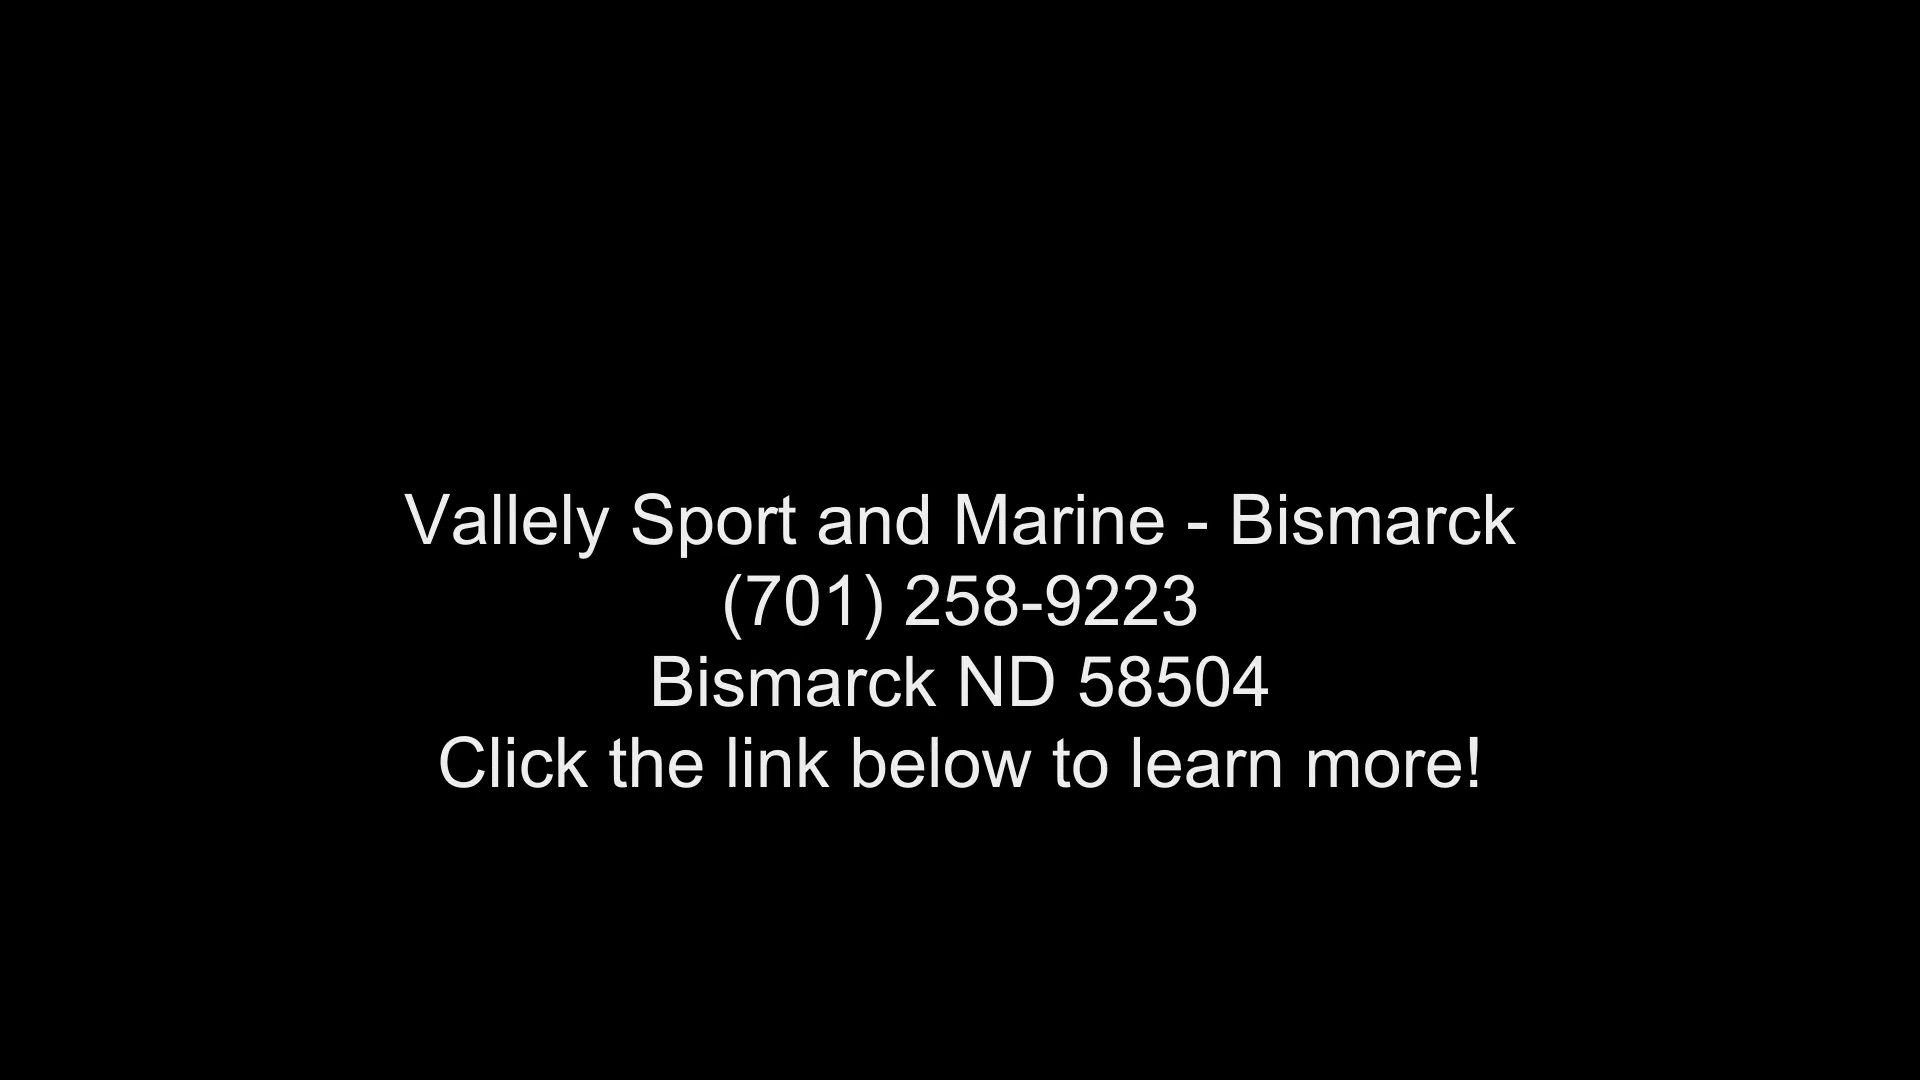 Vallely Sport and Marine - Bismarck
(701) 258-9223
Bismarck ND 58504
Click the link below to learn more!